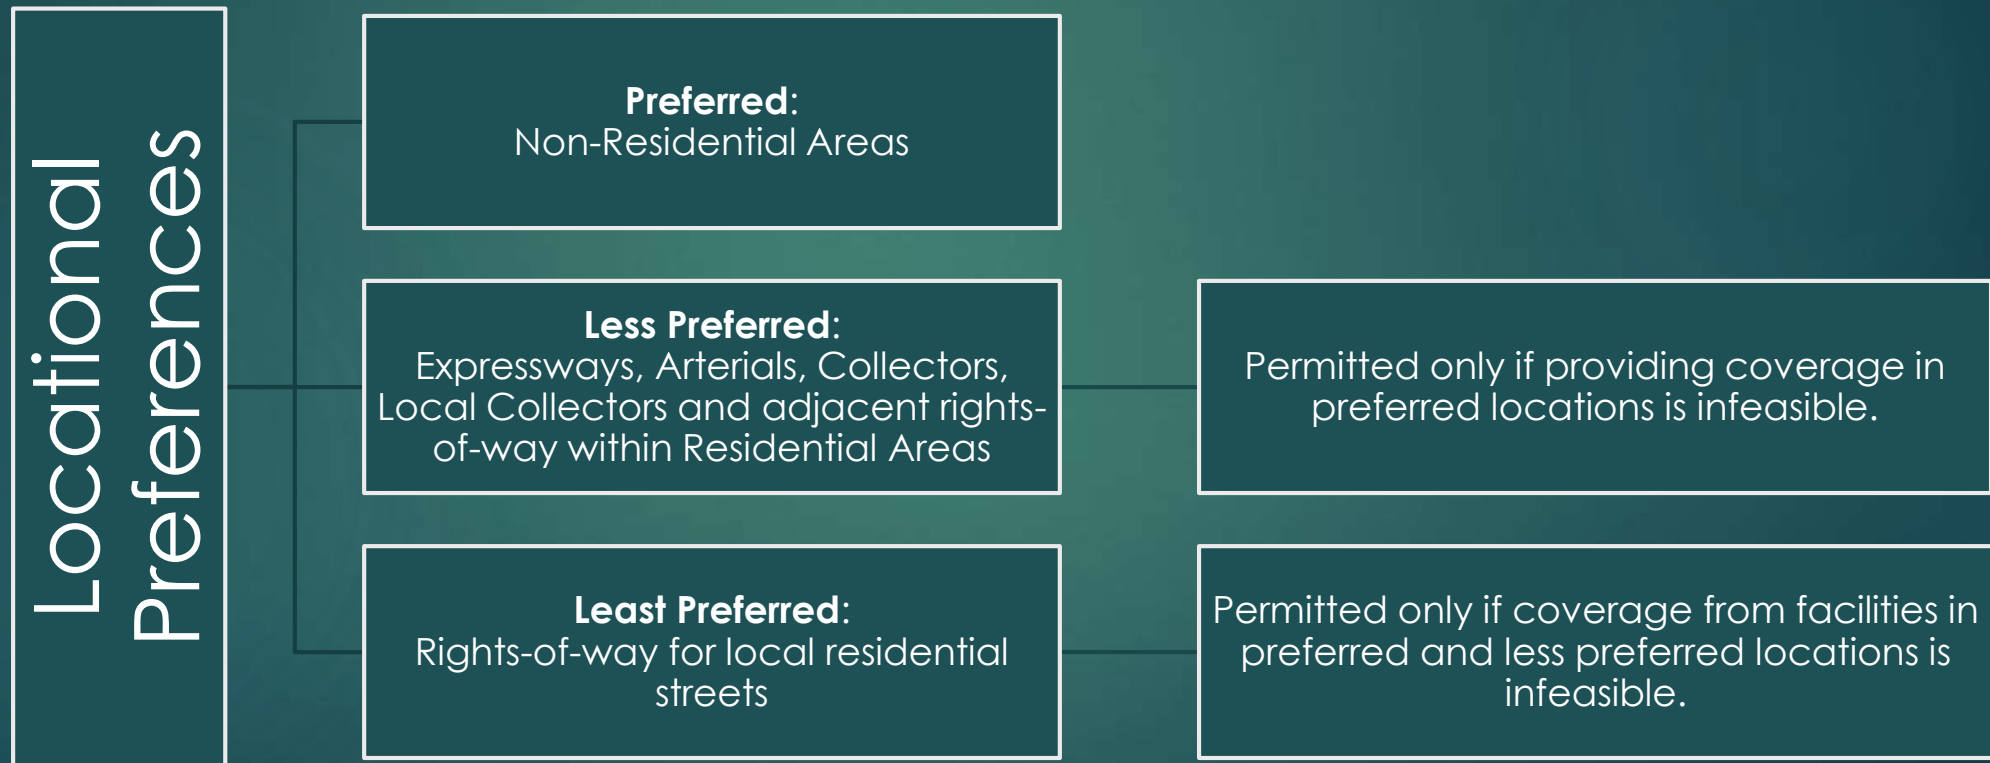 Locational
Preferences
Preferred:
Non-Residential Areas
Less Preferred:
Expressways, Arterials, Collectors,
Local Collectors and adjacent rights-
of-way within Residential Areas
Permitted only if providing coverage in
preferred locations is infeasible.
Least Preferred:
Rights-of-way for local residential
streets
Permitted only if coverage from facilities in
preferred and less preferred locations is
infeasible.